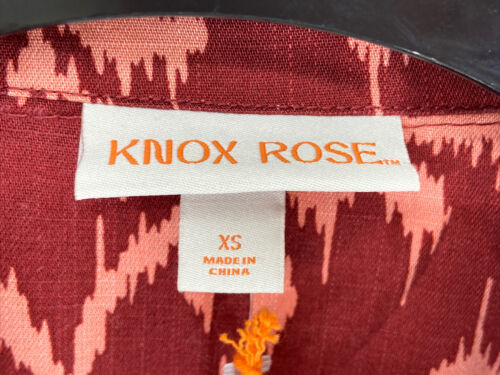 KNOX ROSE™
XS
MADE IN
CHINA